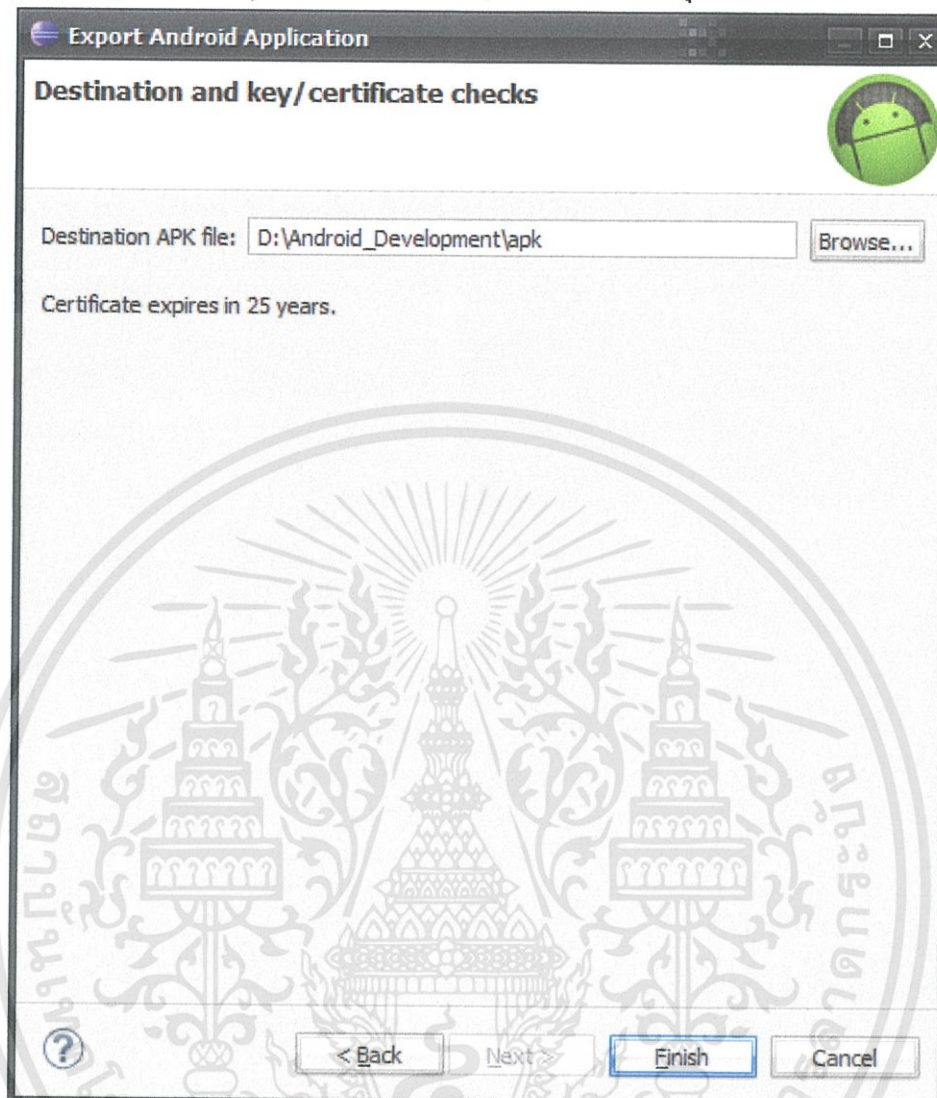 Export Android Application
Destination and key/certificate checks
Destination APK file: D:\Android_Development\apk Browse...
Certificate expires in 25 years.
< Back Next > Finish Cancel